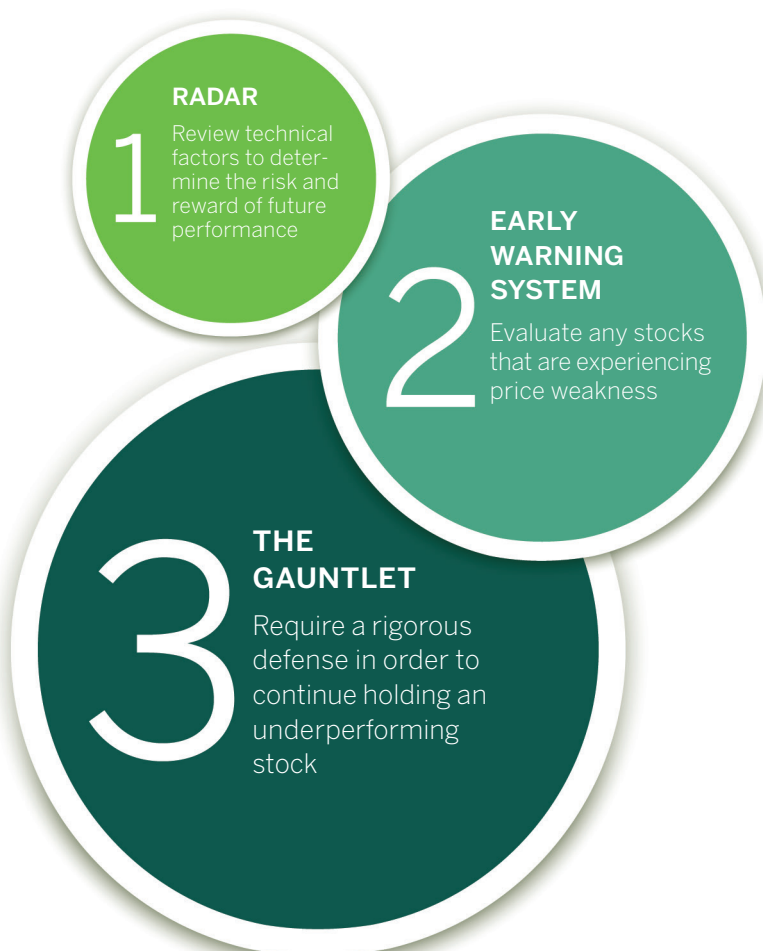 1
RADAR
Review technical
factors to deter-
mine the risk and
reward of future
performance
2
EARLY
WARNING
SYSTEM
Evaluate any stocks
that are experiencing
price weakness
3
THE
GAUNTLET
Require a rigorous
defense in order to
continue holding an
underperforming
stock